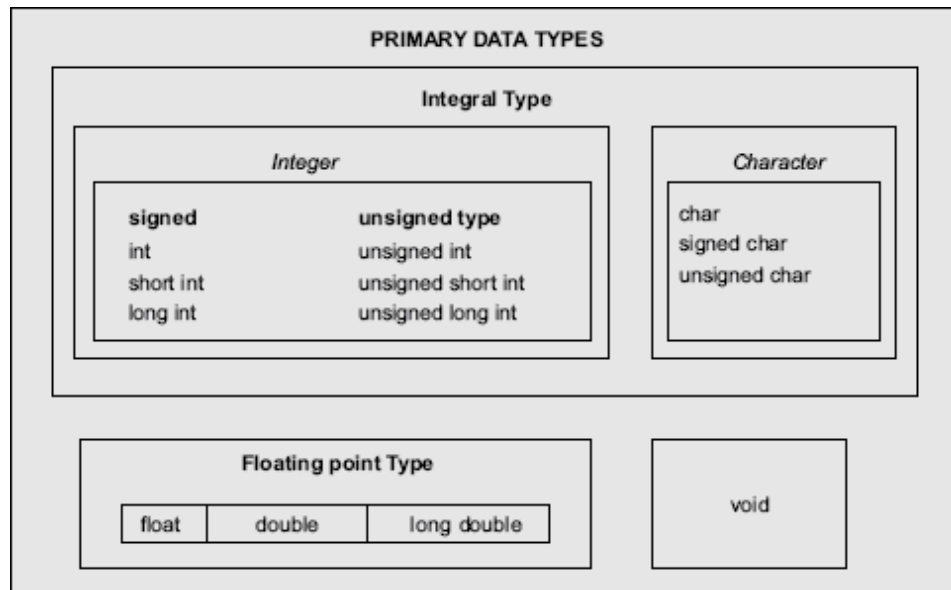 PRIMARY DATA TYPES
Integral Type
Integer
signed unsigned type
int unsigned int
short int unsigned short int
long int unsigned long int
Character
char
signed char
unsigned char
Floating point Type
float double long double
void